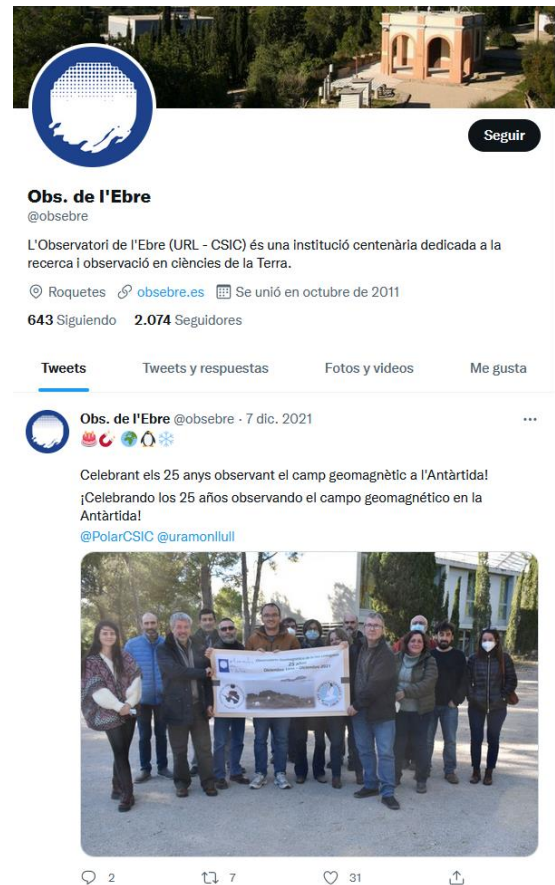 Seguir
Obs. de l'Ebre
@obsebre
L'Observatori de l'Ebre (URL - CSIC) és una institució centenària dedicada a la
recerca i observació en ciències de la Terra.
Roquetes obsebre.es Se unió en octubre de 2011
643 Siguiendo 2.074 Seguidores
Tweets Tweets y respuestas Fotos y videos Me gusta
Obs. de l'Ebre @obsebre · 7 dic. 2021
Celebrant els 25 anys observant el camp geomagnètic a l'Antàrtida!
¡Celebrando los 25 años observando el campo geomagnético en la
Antártida!
@PolarCSIC @uramonllull
25 años
2 7 31